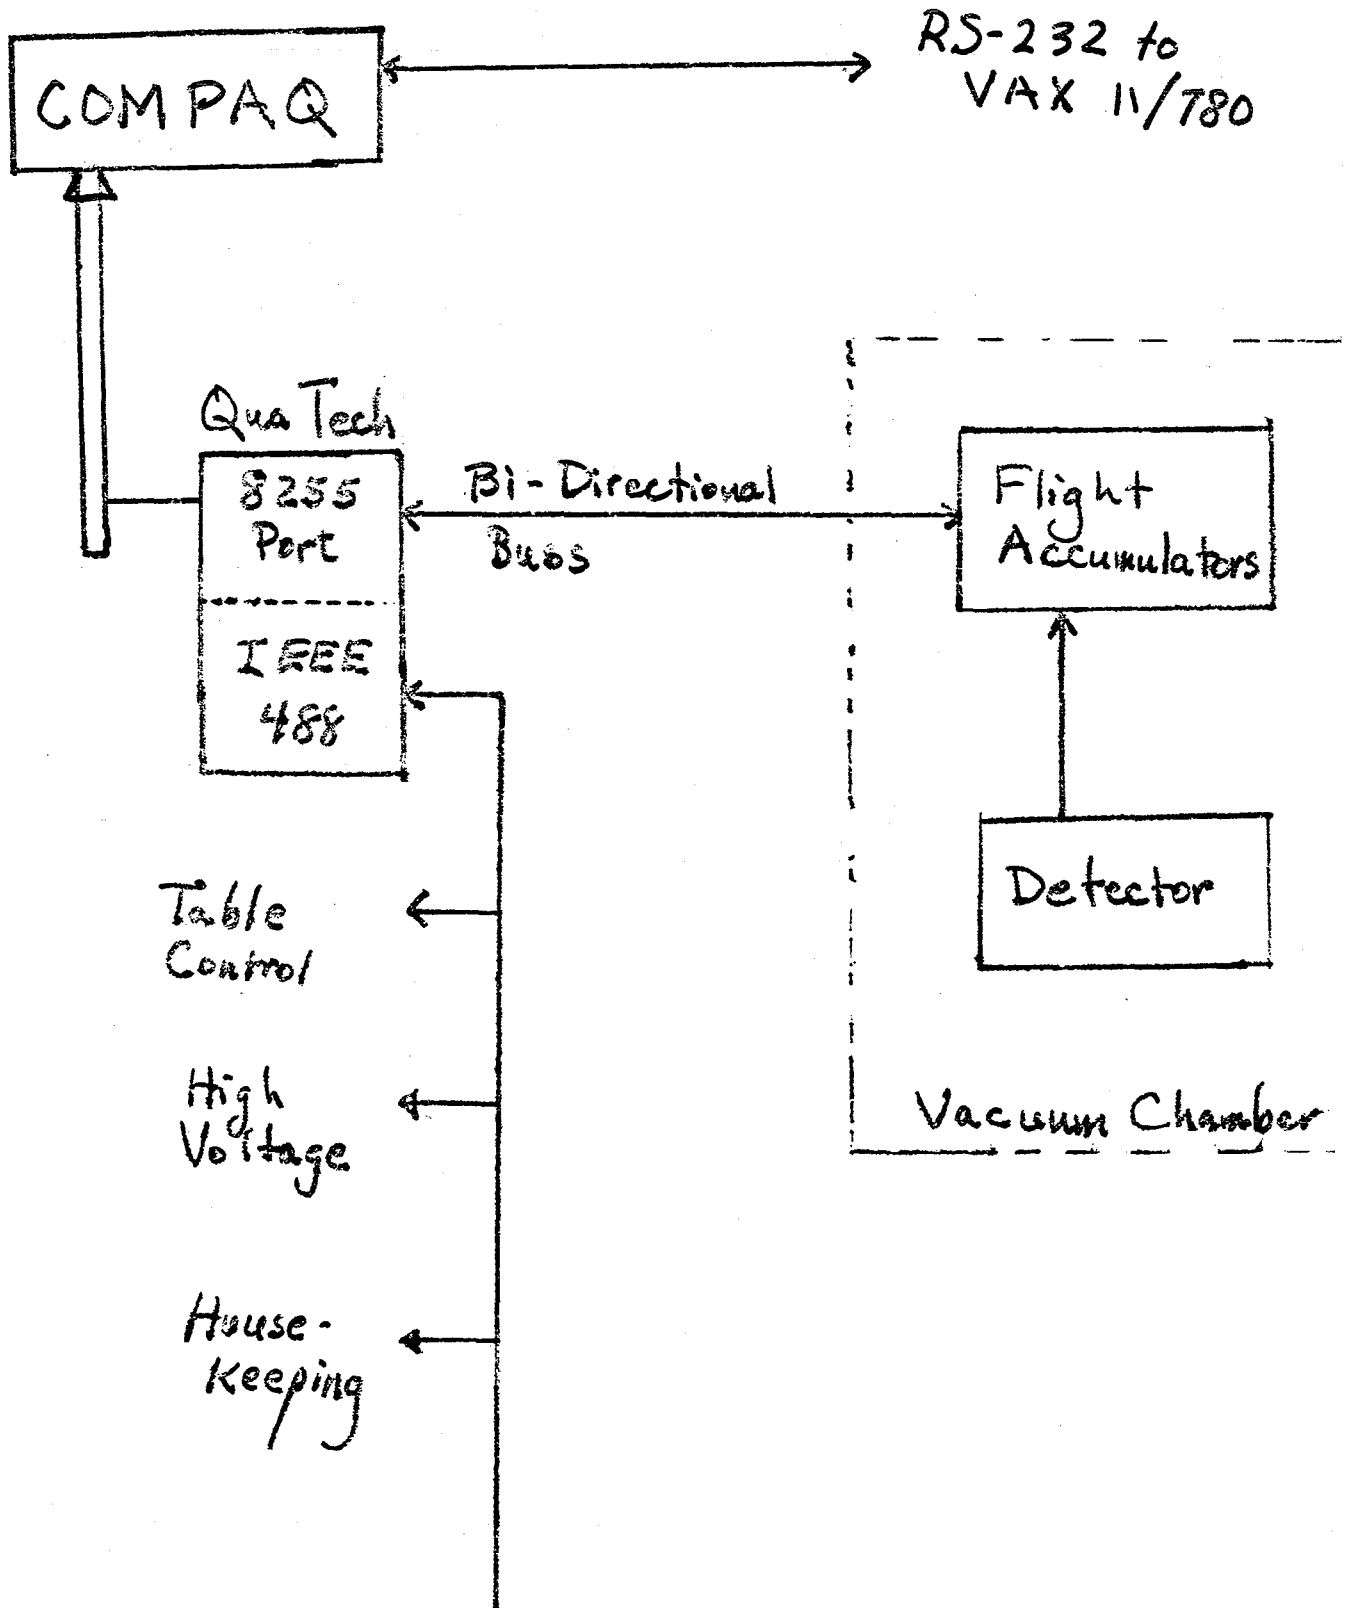 RS-232 to
VAX 11/780
COMPAQ
Qua Tech
8255
Port
IEEE
488
Bi-Directional
Buss
Flight
Accumulators
Detector
Vacuum Chamber
Table
Control
High
Voltage
House-
Keeping